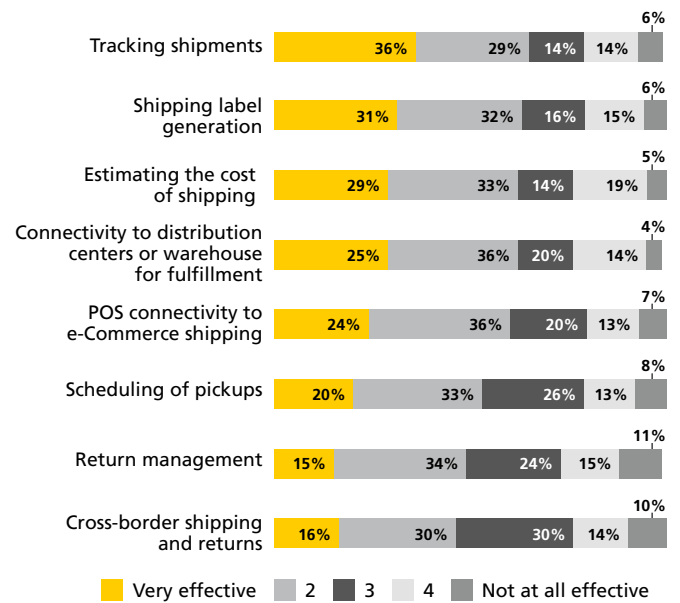 6%
Tracking shipments 36% 29% 14% 14%
6%
Shipping label
generation
31% 32% 16% 15%
5%
Estimating the cost
of shipping
29% 33% 14% 19%
4%
Connectivity to distribution
centers or warehouse
for fulfillment
25% 36% 20% 14%
7%
POS connectivity to
e-Commerce shipping
24% 36% 20% 13%
8%
Scheduling of pickups 20% 33% 26% 13%
11%
Return management 15% 34% 24% 15%
10%
Cross-border shipping
and returns
16% 30% 30% 14%
Very effective 2 3 4 Not at all effective